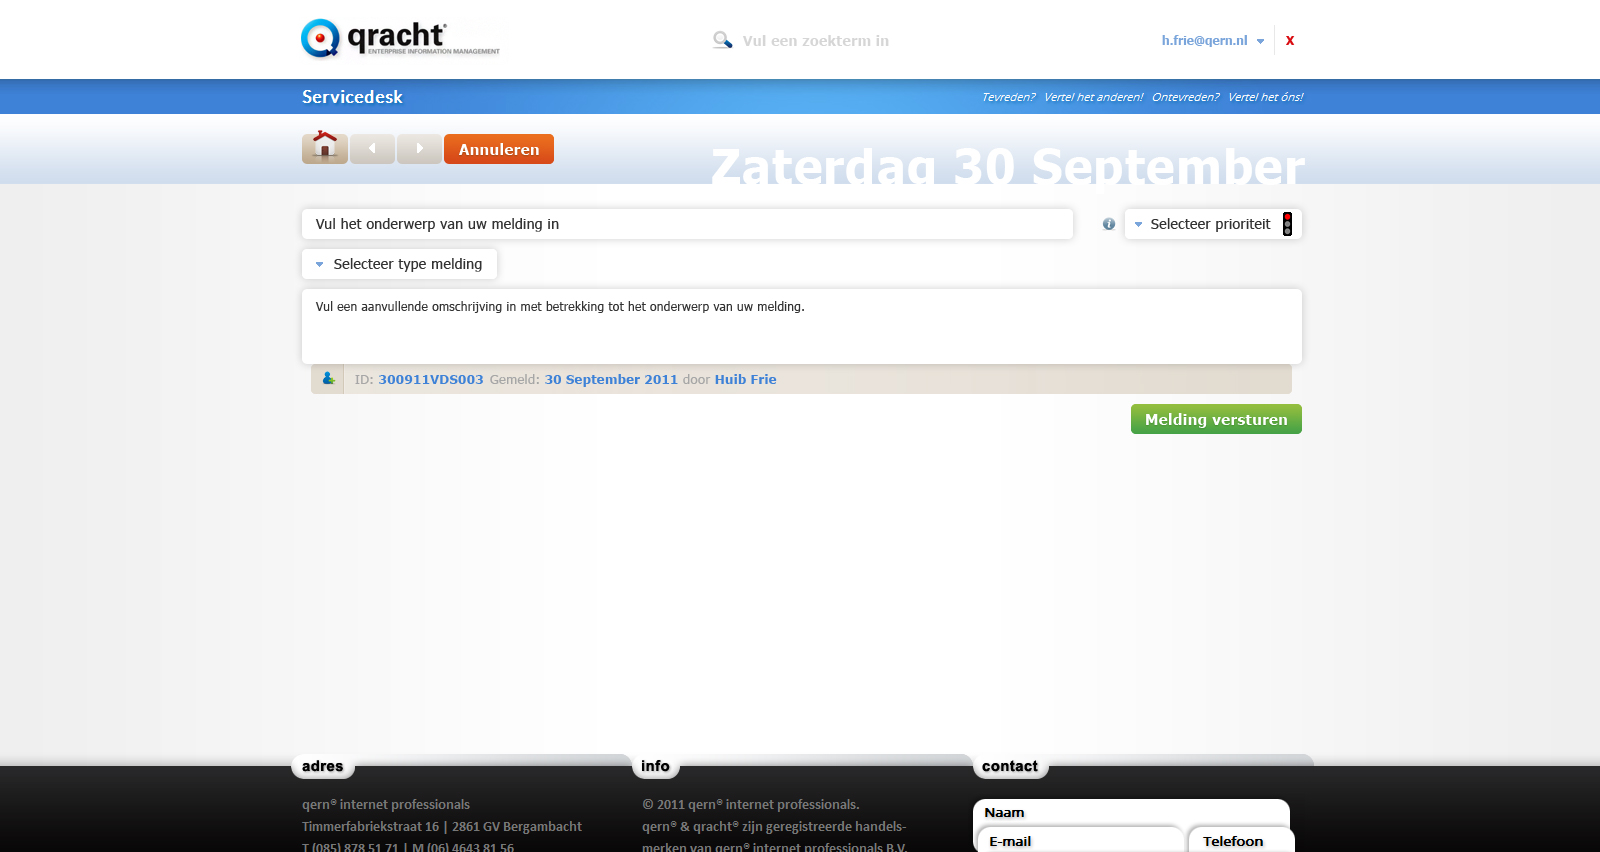 qracht®
ENTERPRISE INFORMATION MANAGEMENT
Vul een zoekterm in
h.frie@qern.nl
X
Servicedesk
Tevreden? Vertel het anderen! Ontevreden? Vertel het óns!
Annuleren
Zaterdag 30 September
Vul het onderwerp van uw melding in
Selecteer prioriteit
Selecteer type melding
Vul een aanvullende omschrijving in met betrekking tot het onderwerp van uw melding.
ID: 300911VDS003 Gemeld: 30 September 2011 door Huib Frie
Melding versturen
adres
qern® internet professionals
Timmerfabriekstraat 16 | 2861 GV Bergambacht
T (085) 878 51 71 | M (06) 4643 81 56
info
© 2011 qern® internet professionals.
qern® & qracht® zijn geregistreerde handels-
merken van qern® internet professionals B.V.
contact
Naam
E-mail
Telefoon